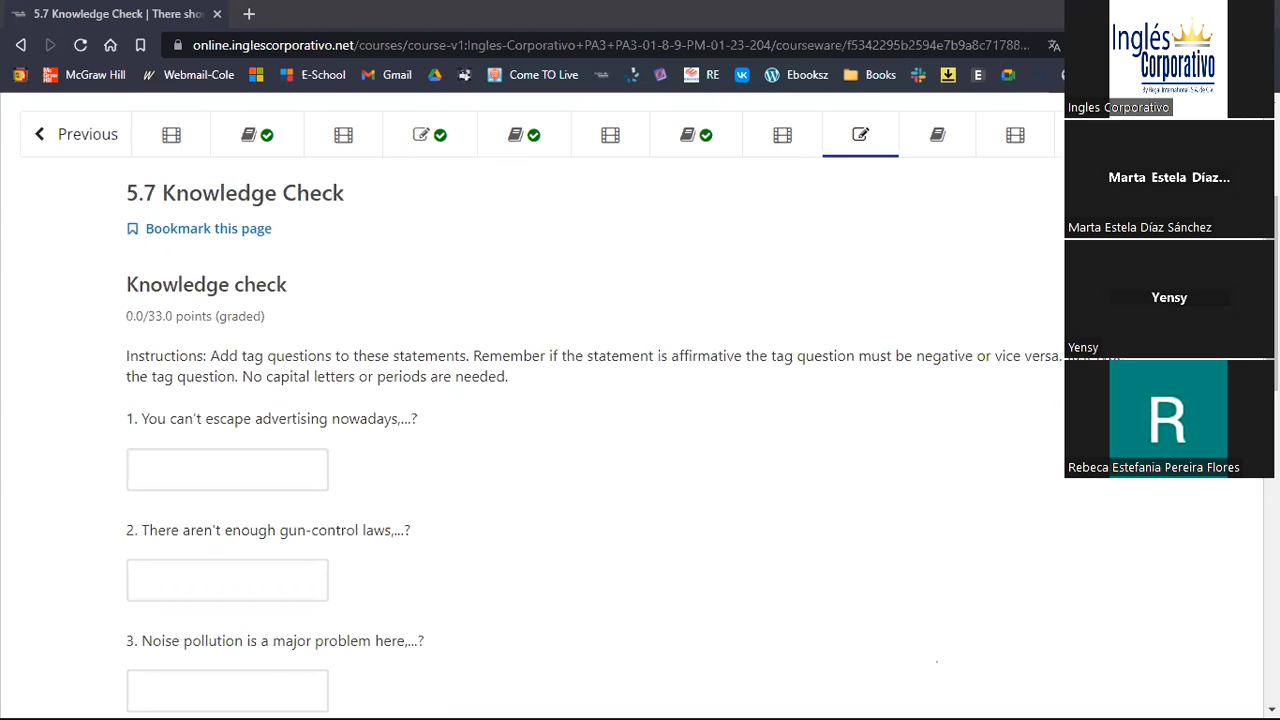 5.7 Knowledge Check | There sho
online.inglescorporativo.net/courses/course-v1:Ingles-Corporativo+PA3+PA3-01-8-9-PM-01-23-204/courseware/f5342295b2594e7b9a8c71788...
McGraw Hill
Webmail-Cole
E-School
Gmail
Come TO Live
RE
Ebooksz
Books
Previous
5.7 Knowledge Check
Bookmark this page
Knowledge check
0.0/33.0 points (graded)
Instructions: Add tag questions to these statements. Remember if the statement is affirmative the tag question must be negative or vice versa.
the tag question. No capital letters or periods are needed.
1. You can't escape advertising nowadays,...?
2. There aren't enough gun-control laws,...?
3. Noise pollution is a major problem here,...?
Inglés
Corporativo
By Regal International, S.A. de C.V.
Ingles Corporativo
Marta Estela Díaz...
Marta Estela Díaz Sánchez
Yensy
Yensy
R
Rebeca Estefania Pereira Flores